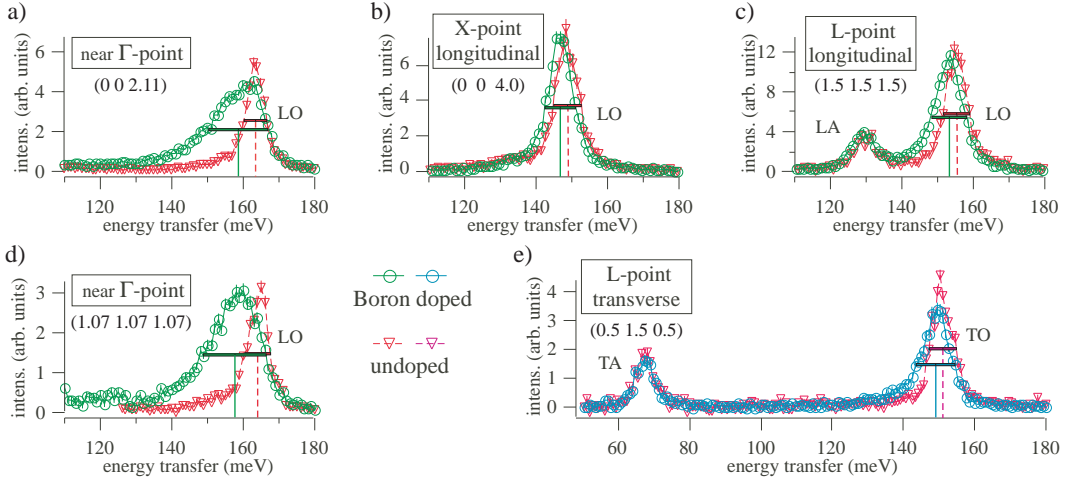 a)
near Γ-point
(0 0 2.11)
LO
intens. (arb. units)
6
4
2
0
120 140 160 180
energy transfer (meV)
b)
X-point
longitudinal
(0 0 4.0)
LO
intens. (arb. units)
8
6
4
2
0
120 140 160 180
energy transfer (meV)
c)
L-point
longitudinal
(1.5 1.5 1.5)
LA
LO
intens. (arb. units)
12
8
4
0
120 140 160 180
energy transfer (meV)
d)
near Γ-point
(1.07 1.07 1.07)
LO
intens. (arb. units)
3
2
1
0
120 140 160 180
energy transfer (meV)
Boron doped
undoped
e)
L-point
transverse
(0.5 1.5 0.5)
TA
TO
intens. (arb. units)
4
3
2
1
0
60 80 100 120 140 160 180
energy transfer (meV)